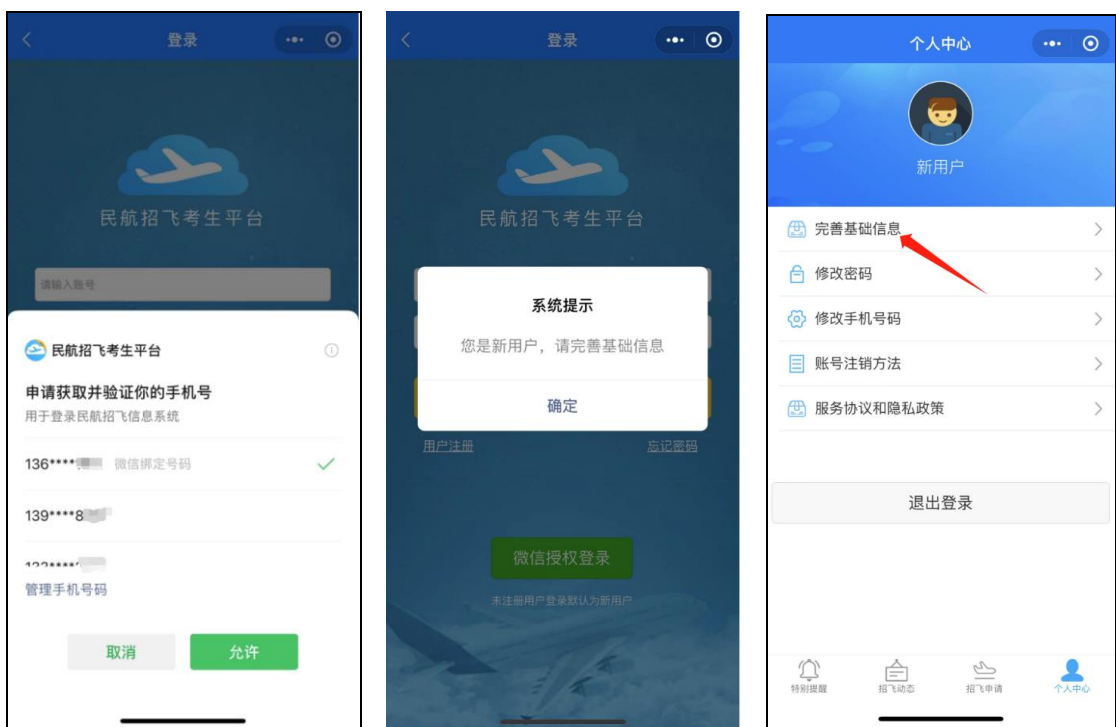 登录
民航招飞考生平台
请输入账号
民航招飞考生平台
申请获取并验证你的手机号
用于登录民航招飞信息系统
136**** 微信绑定号码
139****8
管理手机号码
取消 允许
登录
民航招飞考生平台
系统提示
您是新用户，请完善基础信息
确定
用户注册 忘记密码
微信授权登录
未注册用户登录默认为新用户
个人中心
新用户
完善基础信息
修改密码
修改手机号码
账号注销方法
服务协议和隐私政策
退出登录
特别提醒 招飞动态 招飞申请 个人中心